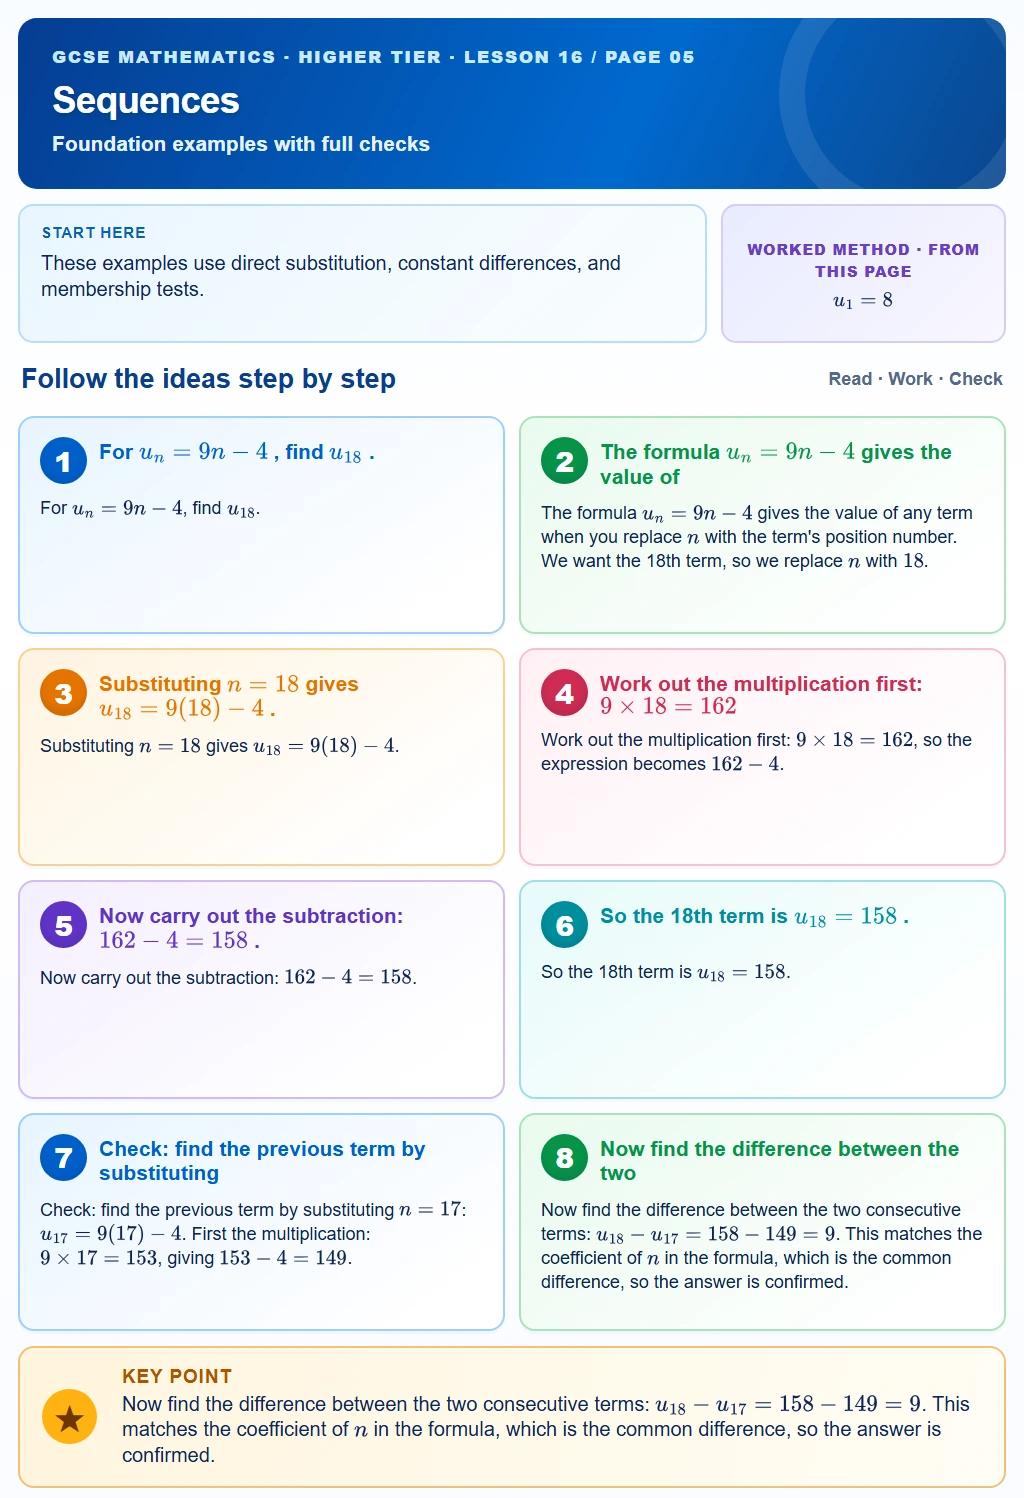 GCSE MATHEMATICS · HIGHER TIER · LESSON 16 / PAGE 05
Sequences
Foundation examples with full checks
START HERE
These examples use direct substitution, constant differences, and
membership tests.
WORKED METHOD · FROM
THIS PAGE
u₁ = 8
Follow the ideas step by step
Read · Work · Check
1
For uₙ = 9n − 4 , find u₁₈ .
For uₙ = 9n − 4, find u₁₈.
2
The formula uₙ = 9n − 4 gives the
value of
The formula uₙ = 9n − 4 gives the value of any term
when you replace n with the term's position number.
We want the 18th term, so we replace n with 18.
3
Substituting n = 18 gives
u₁₈ = 9(18) − 4 .
Substituting n = 18 gives u₁₈ = 9(18) − 4.
4
Work out the multiplication first:
9 × 18 = 162
Work out the multiplication first: 9 × 18 = 162, so the
expression becomes 162 − 4.
5
Now carry out the subtraction:
162 − 4 = 158 .
Now carry out the subtraction: 162 − 4 = 158.
6
So the 18th term is u₁₈ = 158 .
So the 18th term is u₁₈ = 158.
7
Check: find the previous term by
substituting
Check: find the previous term by substituting n = 17:
u₁₇ = 9(17) − 4. First the multiplication:
9 × 17 = 153, giving 153 − 4 = 149.
8
Now find the difference between the
two
Now find the difference between the two consecutive
terms: u₁₈ − u₁₇ = 158 − 149 = 9. This matches the
coefficient of n in the formula, which is the common
difference, so the answer is confirmed.
KEY POINT
Now find the difference between the two consecutive terms: u₁₈ − u₁₇ = 158 − 149 = 9. This
matches the coefficient of n in the formula, which is the common difference, so the answer is
confirmed.